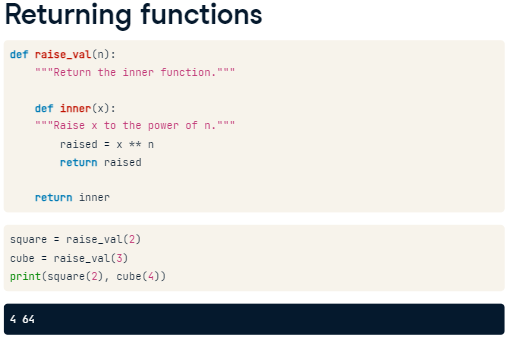 Returning functions
def raise_val(n):
    """Return the inner function."""

    def inner(x):
    """Raise x to the power of n."""
        raised = x ** n
        return raised

    return inner

square = raise_val(2)
cube = raise_val(3)
print(square(2), cube(4))

4 64